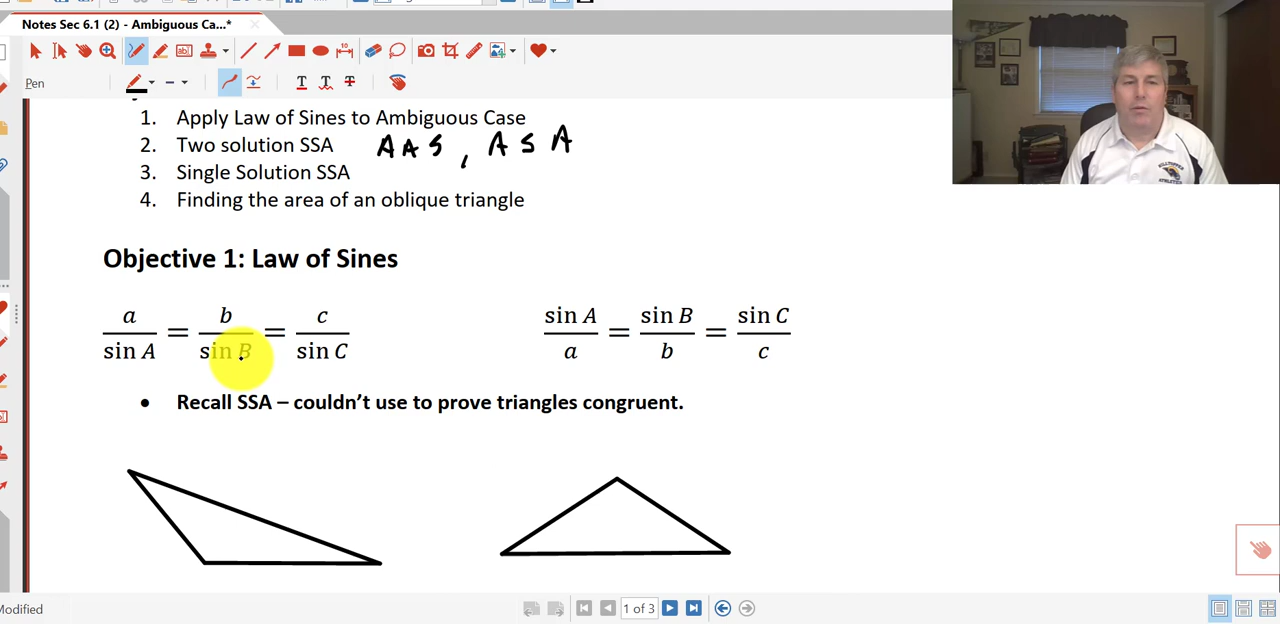 Notes Sec 6.1 (2) - Ambiguous Ca...*
Pen
1. Apply Law of Sines to Ambiguous Case
2. Two solution SSA AAS, ASA
3. Single Solution SSA
4. Finding the area of an oblique triangle
Objective 1: Law of Sines
a/sin A = b/sin B = c/sin C
sin A/a = sin B/b = sin C/c
• Recall SSA – couldn't use to prove triangles congruent.
Modified
1 of 3